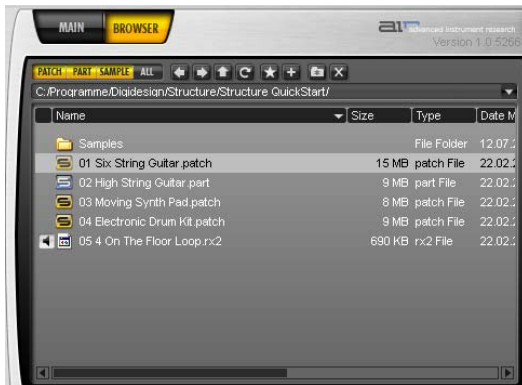 MAIN BROWSER
air advanced instrument research
Version 1.0.5266
PATCH PART SAMPLE ALL
C:/Programme/Digidesign/Structure/Structure QuickStart/
Name Size Type Date M
Samples File Folder 12.07.2
01 Six String Guitar.patch 15 MB patch File 22.02.2
02 High String Guitar.part 9 MB part File 22.02.2
03 Moving Synth Pad.patch 8 MB patch File 22.02.2
04 Electronic Drum Kit.patch 9 MB patch File 22.02.2
05 4 On The Floor Loop.rx2 690 KB rx2 File 22.02.2